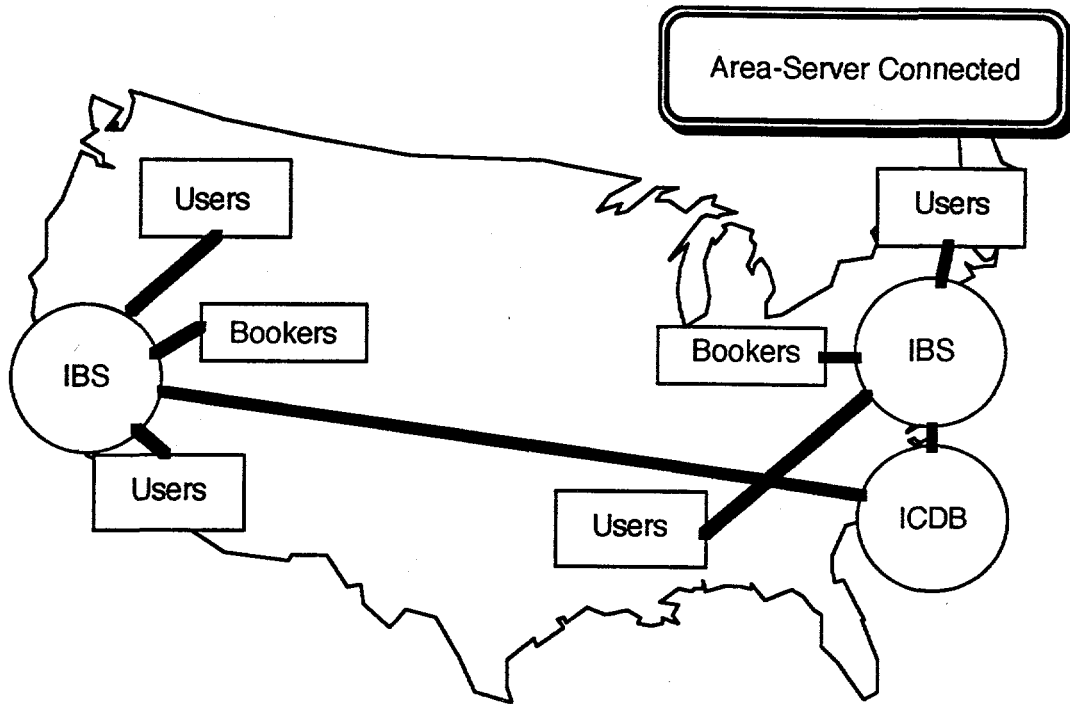 Area-Server Connected
Users
Users
Bookers
IBS
Bookers
IBS
Users
Users
ICDB